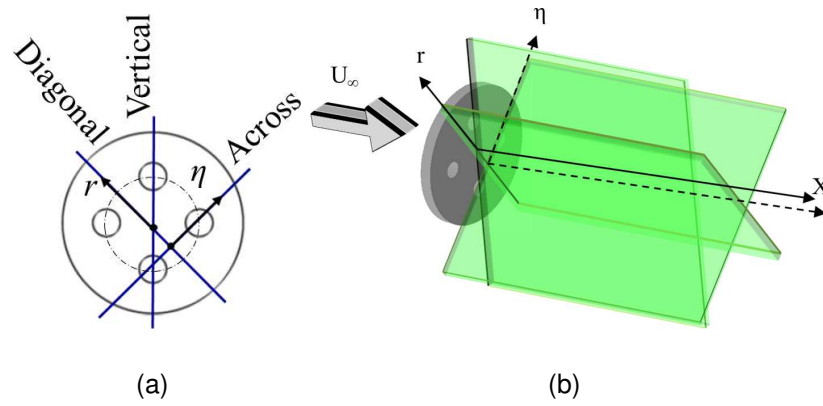 Diagonal
Vertical
Across
r
η
(a)
U∞
r
η
X
(b)